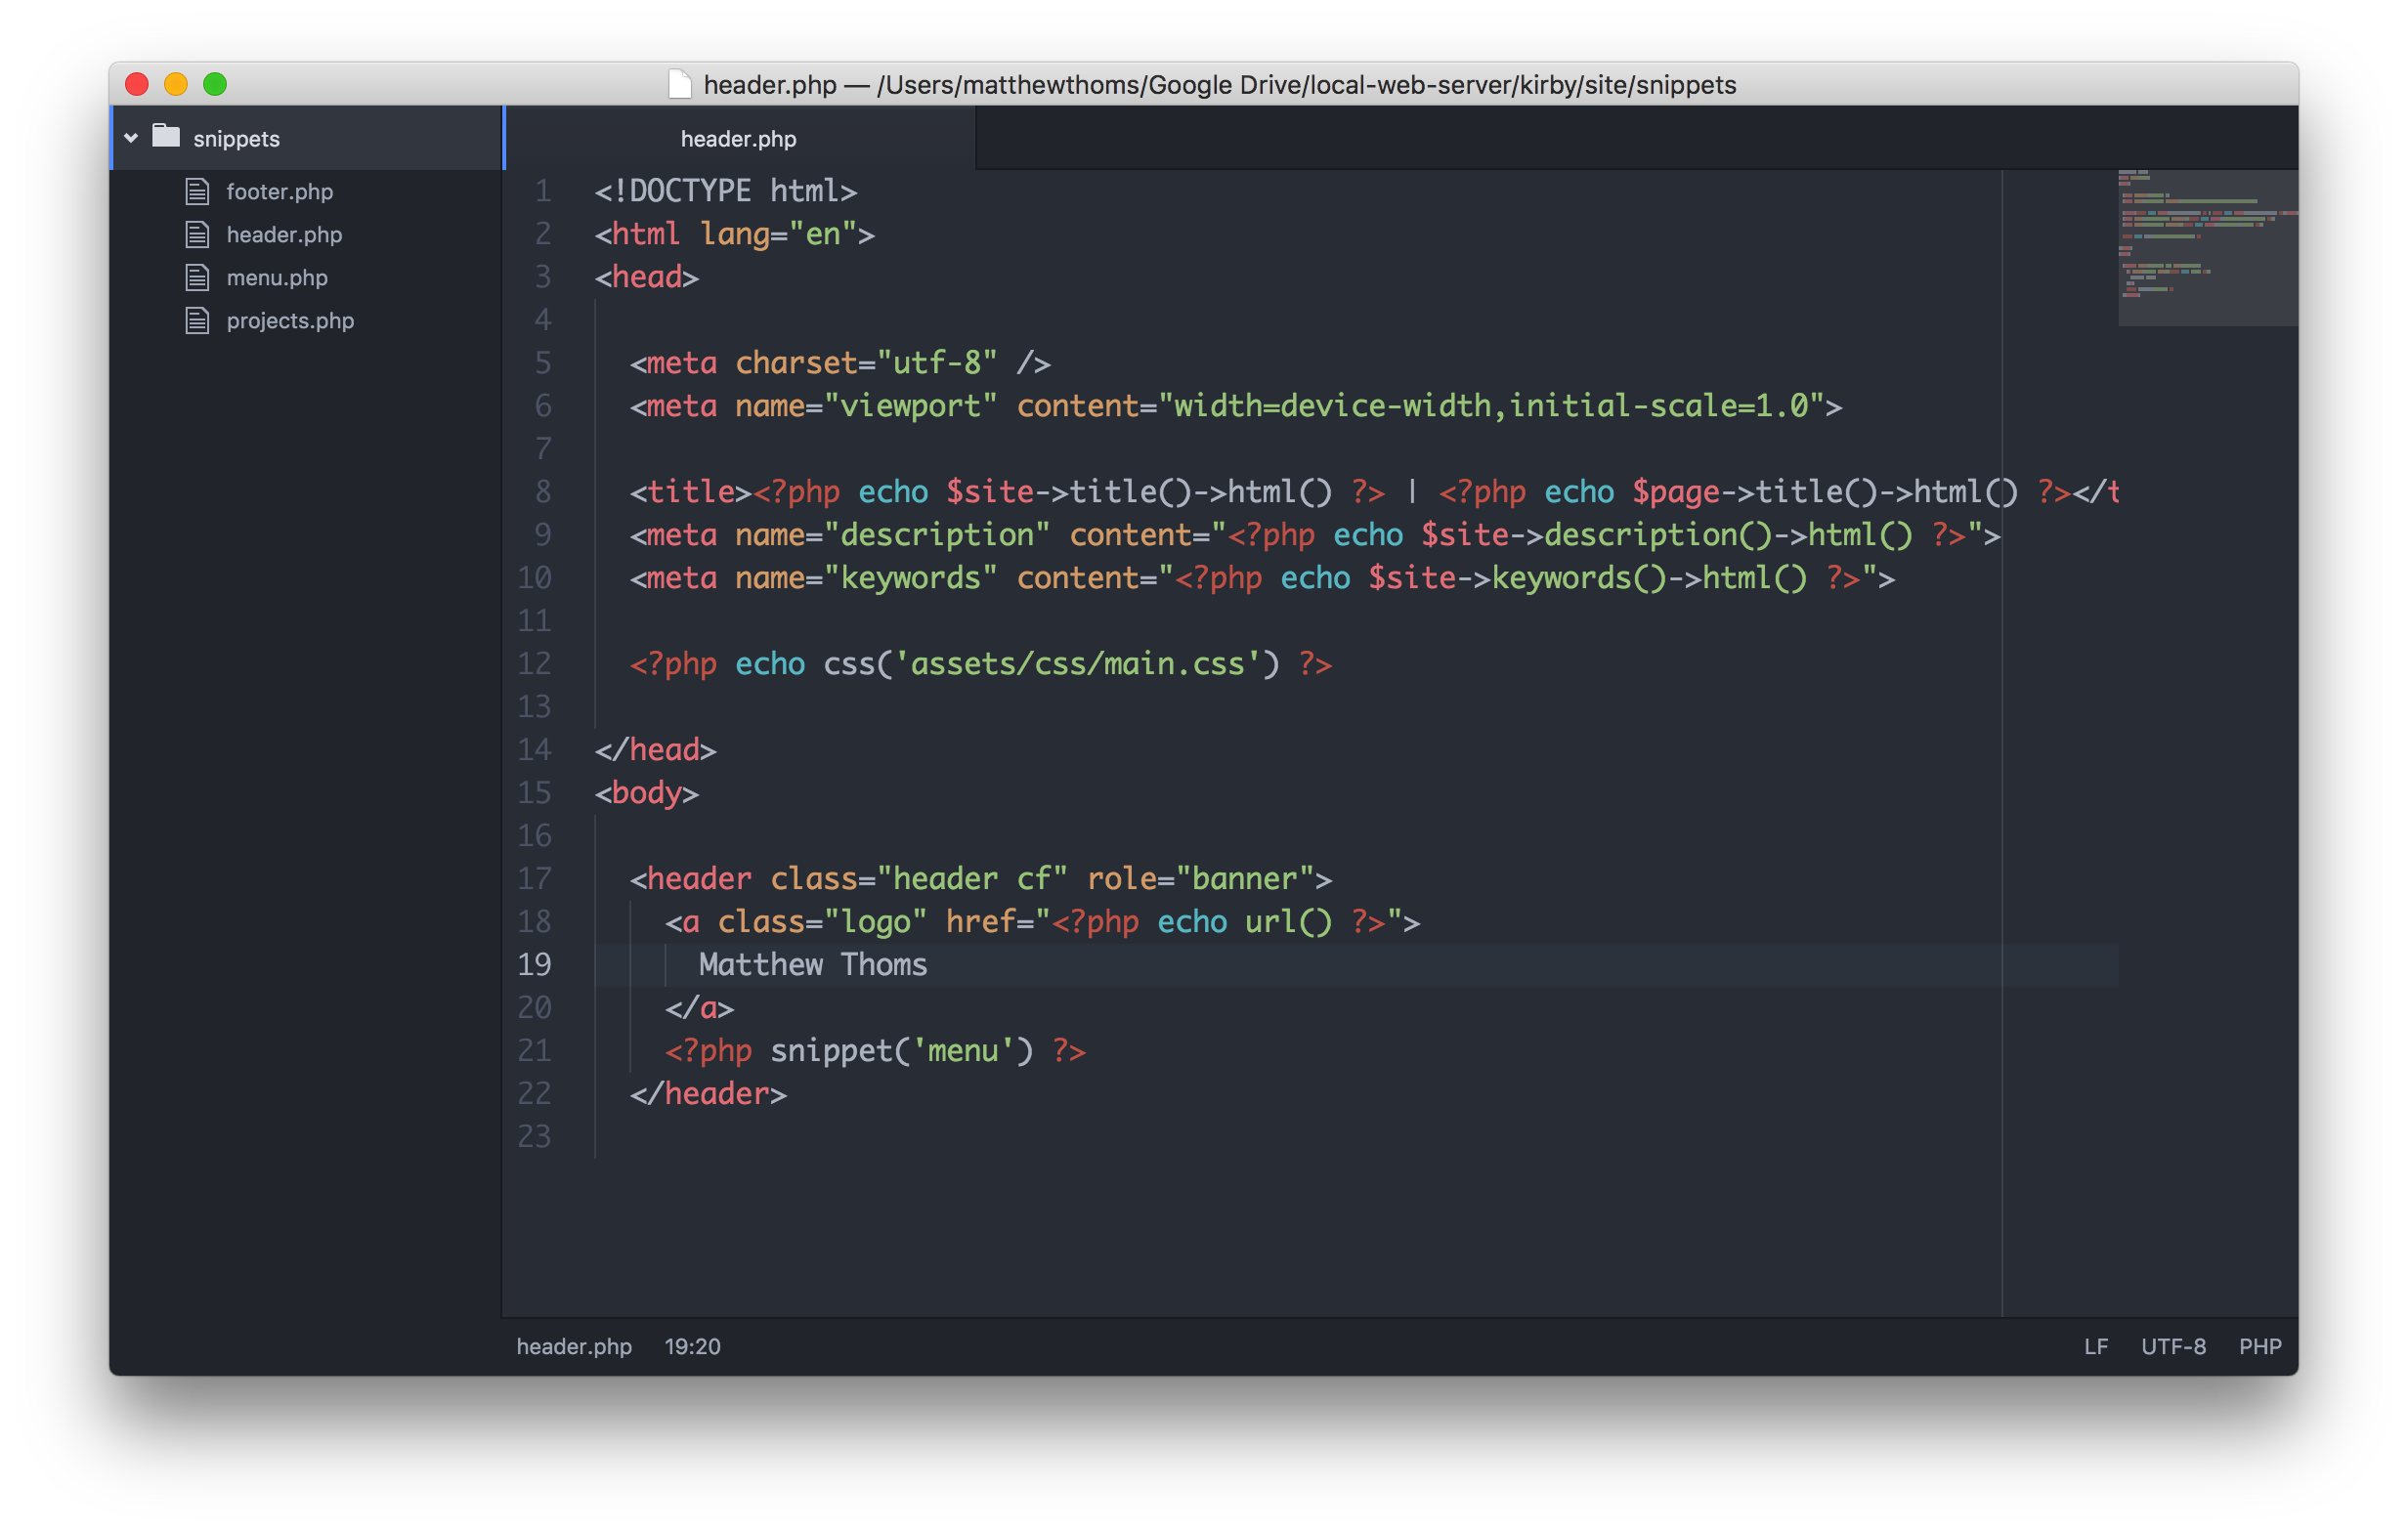 header.php — /Users/matthewthoms/Google Drive/local-web-server/kirby/site/snippets
snippets
footer.php
header.php
menu.php
projects.php
header.php
1 <!DOCTYPE html>
2 <html lang="en">
3 <head>
4
5 <meta charset="utf-8" />
6 <meta name="viewport" content="width=device-width,initial-scale=1.0">
7
8 <title><?php echo $site->title()->html() ?> | <?php echo $page->title()->html() ?></t
9 <meta name="description" content="<?php echo $site->description()->html() ?>">
10 <meta name="keywords" content="<?php echo $site->keywords()->html() ?>">
11
12 <?php echo css('assets/css/main.css') ?>
13
14 </head>
15 <body>
16
17 <header class="header cf" role="banner">
18 <a class="logo" href="<?php echo url() ?>">
19 Matthew Thoms
20 </a>
21 <?php snippet('menu') ?>
22 </header>
23
header.php 19:20 LF UTF-8 PHP